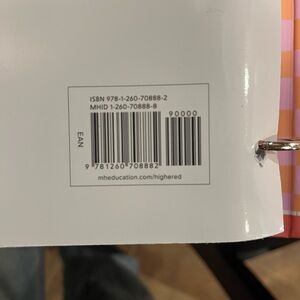 ISBN 978-1-260-70888-2
MHID 1-260-70888-8
90000
EAN
9 781260 708882
mheducation.com/highered